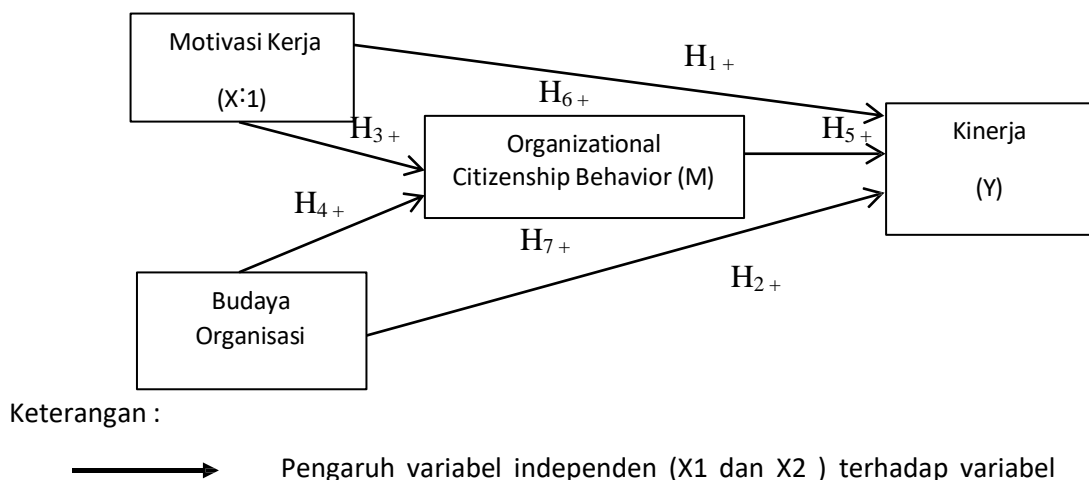 Motivasi Kerja
(X:1)
H1 +
H6 +
H3 +
Organizational
Citizenship Behavior (M)
H5 +
Kinerja
(Y)
H4 +
H7 +
H2 +
Budaya
Organisasi
Keterangan :
Pengaruh variabel independen (X1 dan X2 ) terhadap variabel